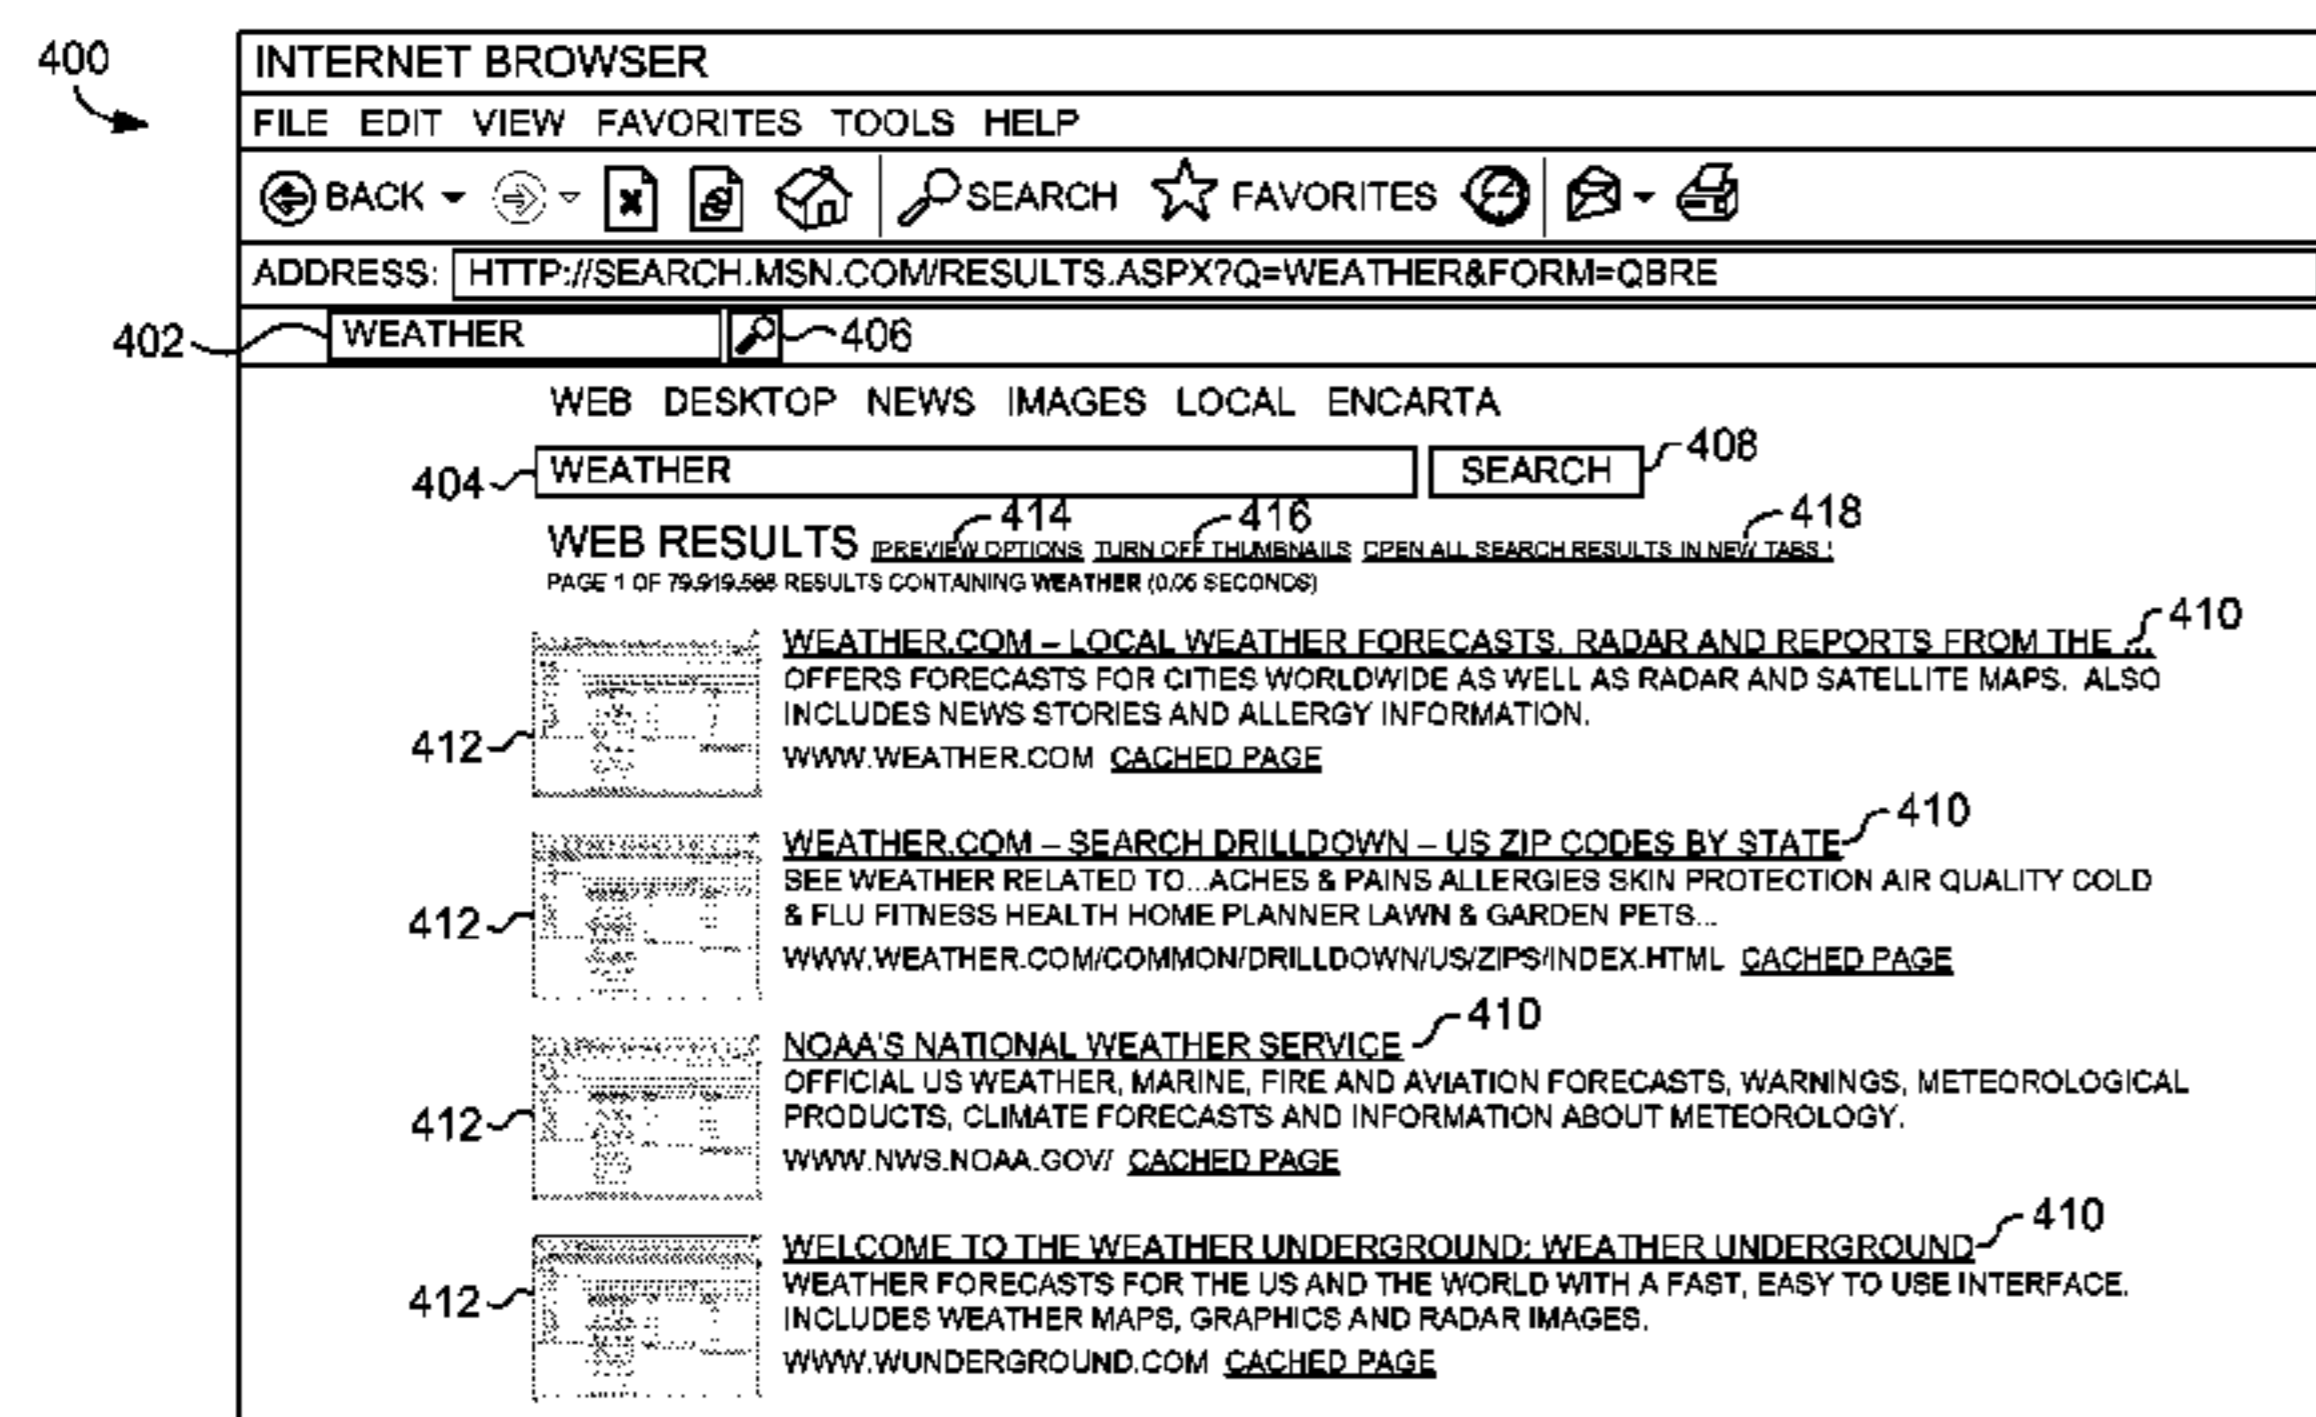 400
INTERNET BROWSER
FILE EDIT VIEW FAVORITES TOOLS HELP
BACK SEARCH FAVORITES
ADDRESS: HTTP://SEARCH.MSN.COM/RESULTS.ASPX?Q=WEATHER&FORM=QBRE
402 WEATHER 406
WEB DESKTOP NEWS IMAGES LOCAL ENCARTA
404 WEATHER SEARCH 408
414 416 418
WEB RESULTS |PREVIEW OPTIONS TURN OFF THUMBNAILS OPEN ALL SEARCH RESULTS IN NEW TABS |
PAGE 1 OF 79,919,568 RESULTS CONTAINING WEATHER (0.05 SECONDS)
WEATHER.COM – LOCAL WEATHER FORECASTS, RADAR AND REPORTS FROM THE ... 410
OFFERS FORECASTS FOR CITIES WORLDWIDE AS WELL AS RADAR AND SATELLITE MAPS. ALSO
INCLUDES NEWS STORIES AND ALLERGY INFORMATION.
412 WWW.WEATHER.COM CACHED PAGE
WEATHER.COM – SEARCH DRILLDOWN – US ZIP CODES BY STATE 410
SEE WEATHER RELATED TO...ACHES & PAINS ALLERGIES SKIN PROTECTION AIR QUALITY COLD
412 & FLU FITNESS HEALTH HOME PLANNER LAWN & GARDEN PETS...
WWW.WEATHER.COM/COMMON/DRILLDOWN/US/ZIPS/INDEX.HTML CACHED PAGE
NOAA'S NATIONAL WEATHER SERVICE 410
OFFICIAL US WEATHER, MARINE, FIRE AND AVIATION FORECASTS, WARNINGS, METEOROLOGICAL
412 PRODUCTS, CLIMATE FORECASTS AND INFORMATION ABOUT METEOROLOGY.
WWW.NWS.NOAA.GOV/ CACHED PAGE
WELCOME TO THE WEATHER UNDERGROUND: WEATHER UNDERGROUND 410
WEATHER FORECASTS FOR THE US AND THE WORLD WITH A FAST, EASY TO USE INTERFACE.
412 INCLUDES WEATHER MAPS, GRAPHICS AND RADAR IMAGES.
WWW.WUNDERGROUND.COM CACHED PAGE